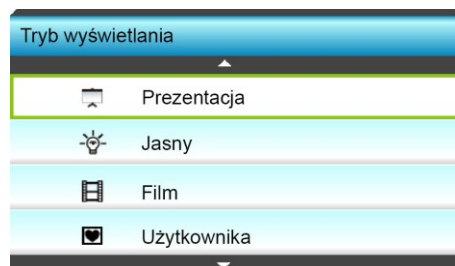 Tryb wyświetlania
Prezentacja
Jasny
Film
Użytkownika